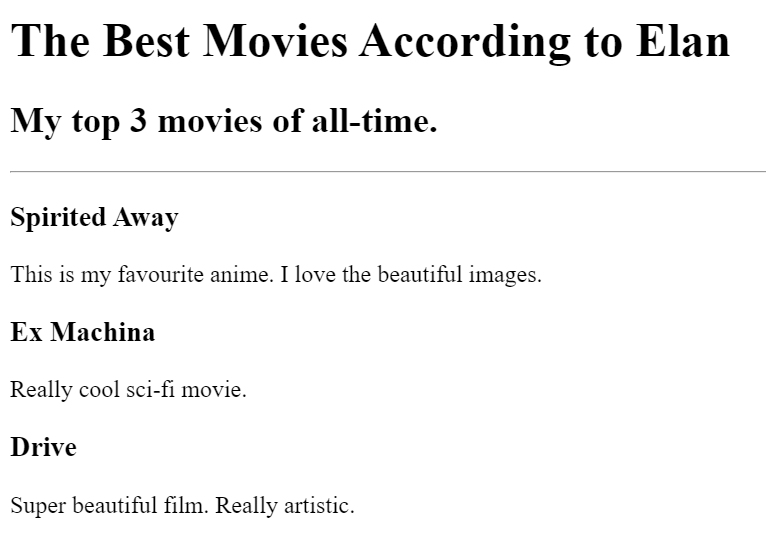 The Best Movies According to Elan
My top 3 movies of all-time.
Spirited Away
This is my favourite anime. I love the beautiful images.
Ex Machina
Really cool sci-fi movie.
Drive
Super beautiful film. Really artistic.